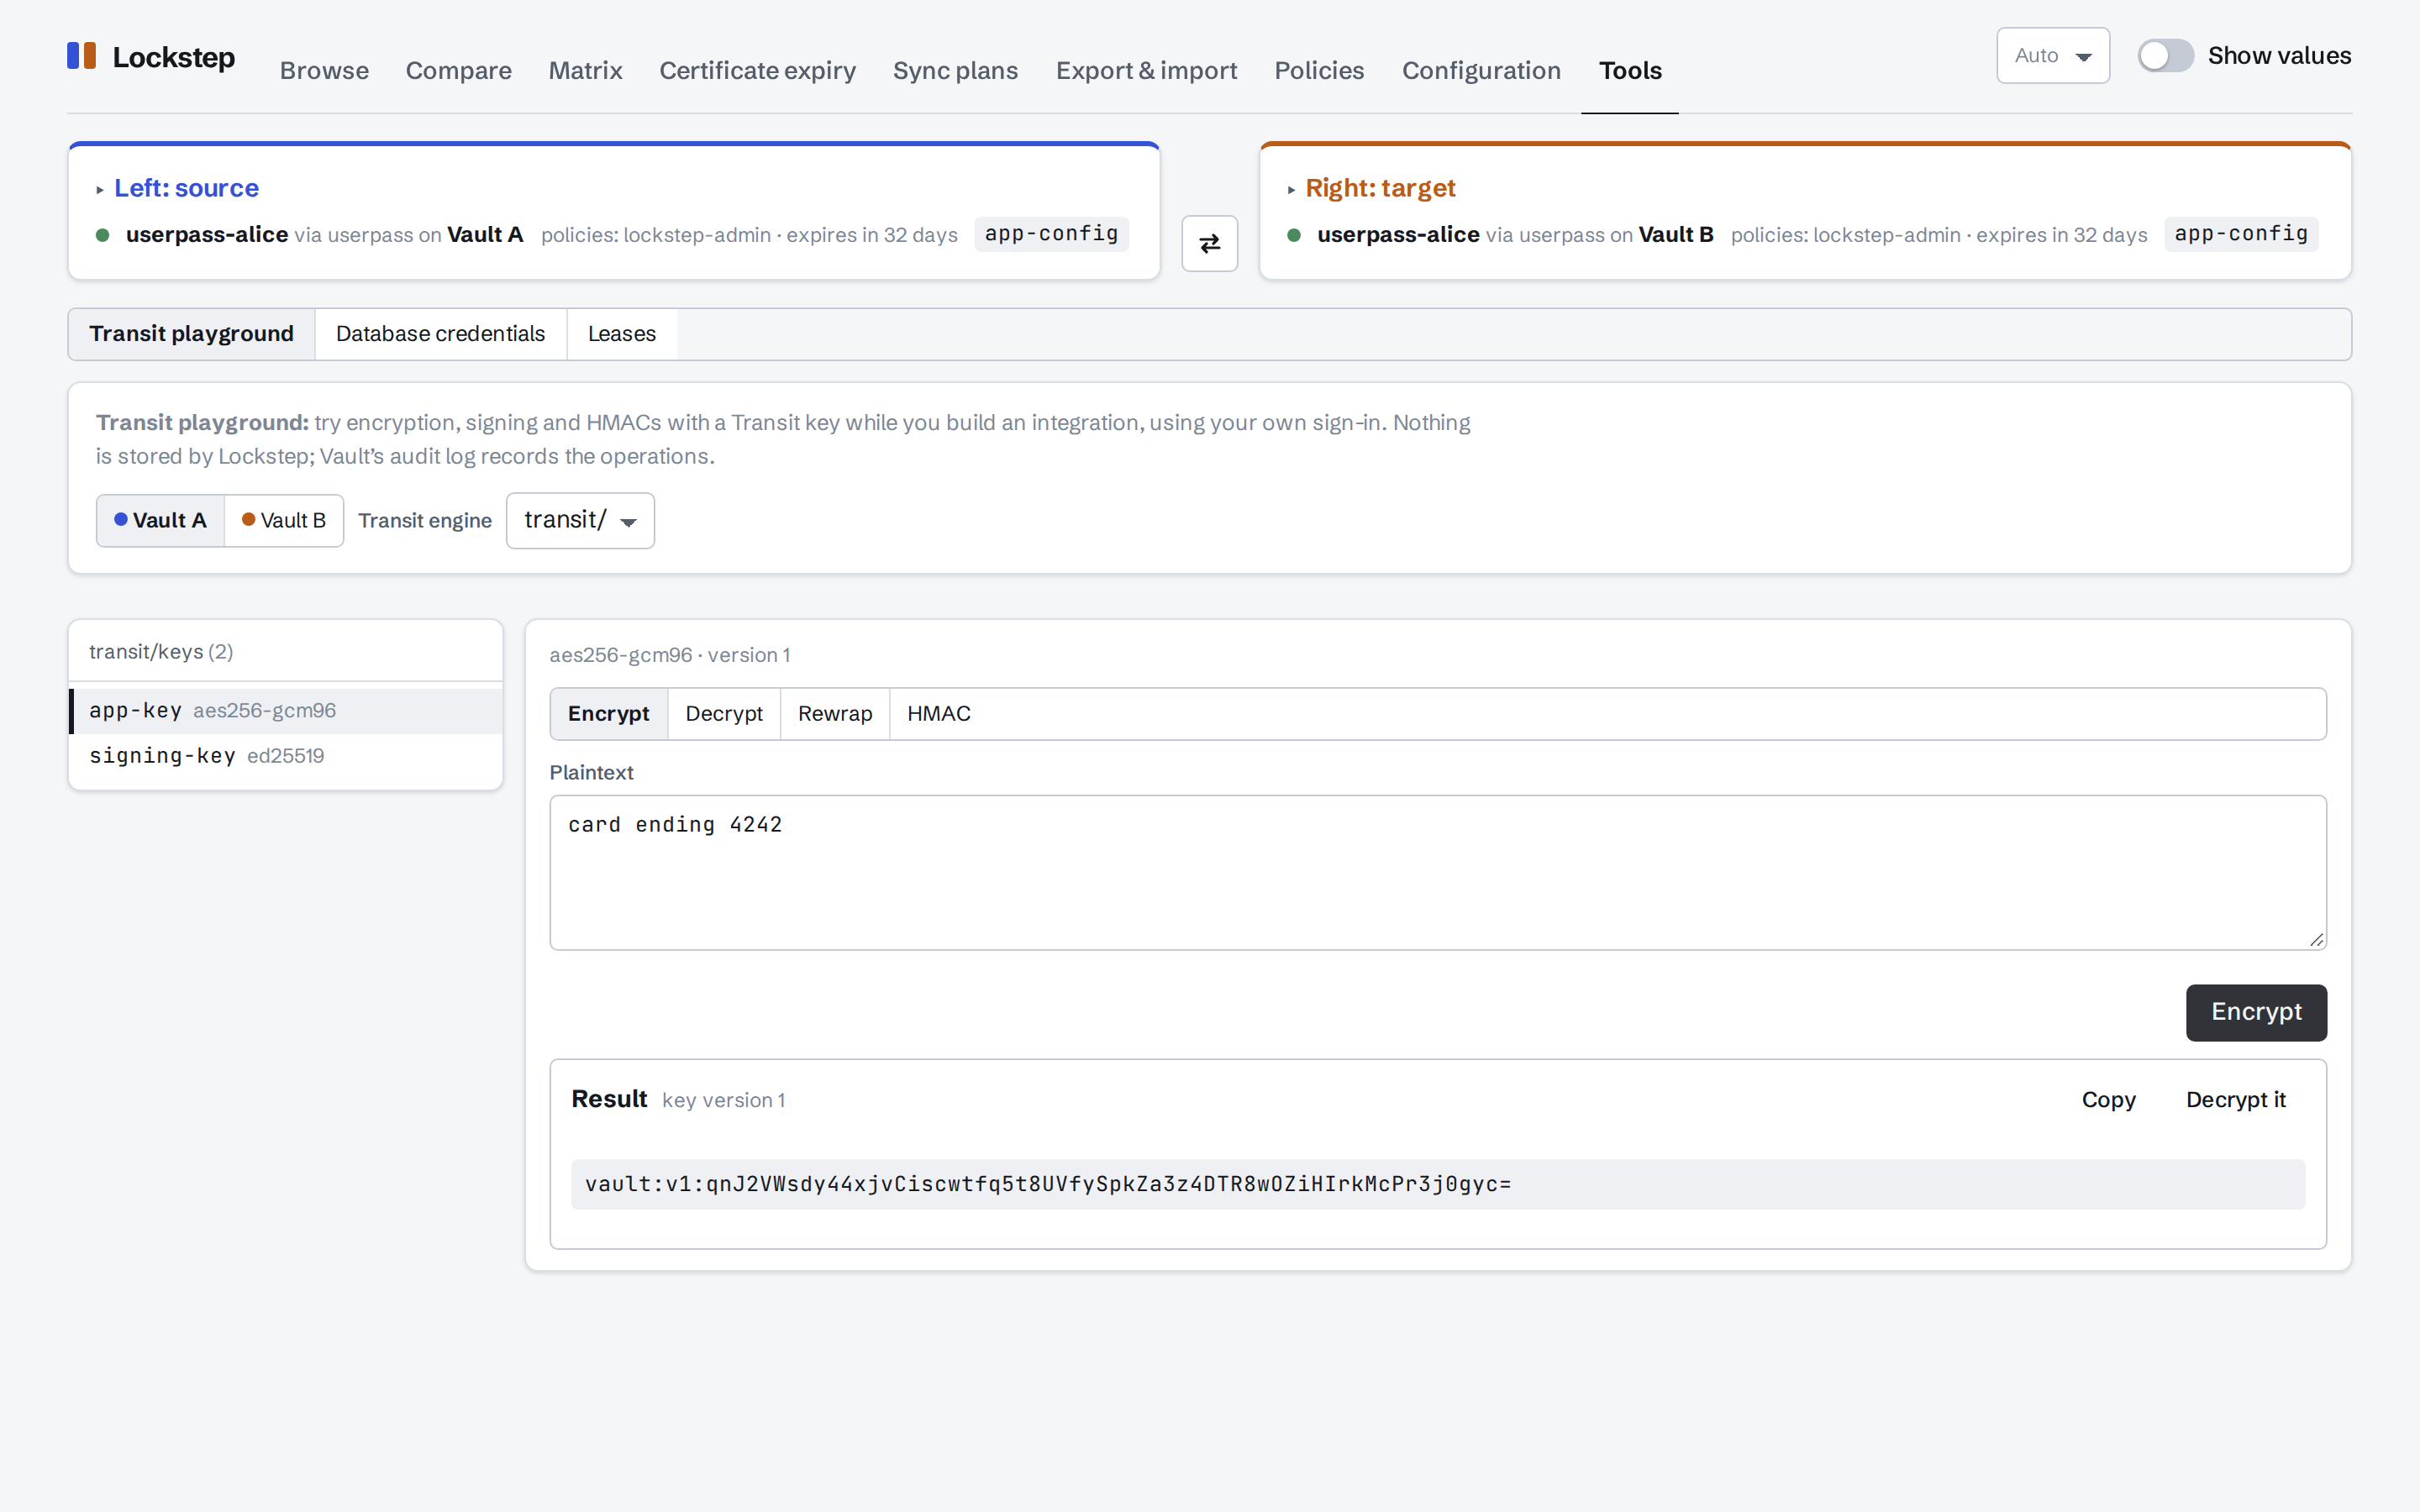 Lockstep
Browse
Compare
Matrix
Certificate expiry
Sync plans
Export & import
Policies
Configuration
Tools
Auto
Show values
Left: source
userpass-alice via userpass on Vault A policies: lockstep-admin · expires in 32 days app-config
Right: target
userpass-alice via userpass on Vault B policies: lockstep-admin · expires in 32 days app-config
Transit playground
Database credentials
Leases
Transit playground: try encryption, signing and HMACs with a Transit key while you build an integration, using your own sign-in. Nothing
is stored by Lockstep; Vault’s audit log records the operations.
Vault A
Vault B
Transit engine
transit/
transit/keys (2)
app-key aes256-gcm96
signing-key ed25519
aes256-gcm96 · version 1
Encrypt
Decrypt
Rewrap
HMAC
Plaintext
card ending 4242
Encrypt
Result key version 1
Copy
Decrypt it
vault:v1:qnJ2VWsdy44xjvCiscwtfq5t8UVfySpkZa3z4DTR8wOZiHIrkMcPr3j0gyc=